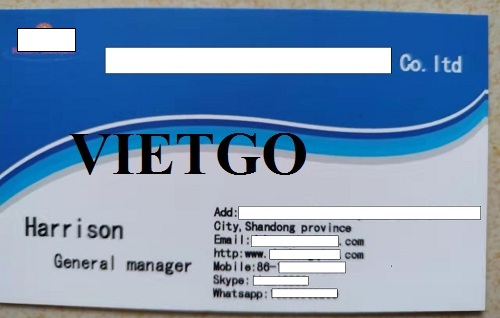 Co.ltd
VIETGO
Harrison
General manager
Add:
City,Shandong province
Email: .com
http:www. .com
Mobile:86-
Skype:
Whatsapp: